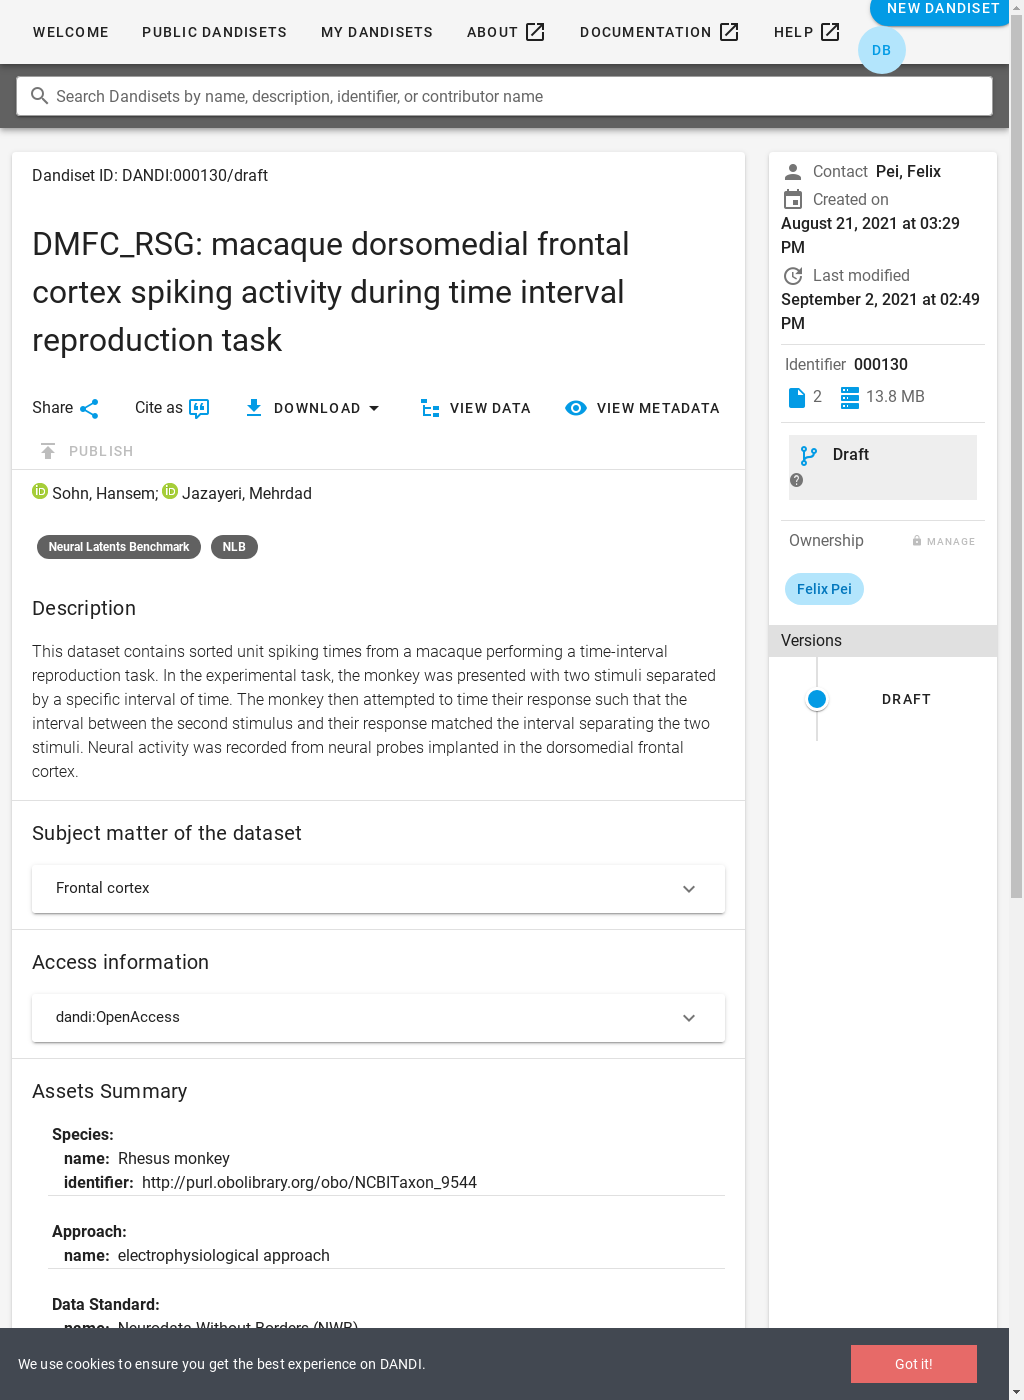 WELCOME
PUBLIC DANDISETS
MY DANDISETS
ABOUT
DOCUMENTATION
HELP
NEW DANDISET
DB
Search Dandisets by name, description, identifier, or contributor name
Dandiset ID: DANDI:000130/draft
DMFC_RSG: macaque dorsomedial frontal
cortex spiking activity during time interval
reproduction task
Share
Cite as
DOWNLOAD
VIEW DATA
VIEW METADATA
PUBLISH
Sohn, Hansem; Jazayeri, Mehrdad
Neural Latents Benchmark
NLB
Description
This dataset contains sorted unit spiking times from a macaque performing a time-interval
reproduction task. In the experimental task, the monkey was presented with two stimuli separated
by a specific interval of time. The monkey then attempted to time their response such that the
interval between the second stimulus and their response matched the interval separating the two
stimuli. Neural activity was recorded from neural probes implanted in the dorsomedial frontal
cortex.
Subject matter of the dataset
Frontal cortex
Access information
dandi:OpenAccess
Assets Summary
Species:
name: Rhesus monkey
identifier: http://purl.obolibrary.org/obo/NCBITaxon_9544
Approach:
name: electrophysiological approach
Data Standard:
name: Neurodata Without Borders (NWB)
Contact Pei, Felix
Created on
August 21, 2021 at 03:29
PM
Last modified
September 2, 2021 at 02:49
PM
Identifier 000130
2
13.8 MB
Draft
Ownership
MANAGE
Felix Pei
Versions
DRAFT
We use cookies to ensure you get the best experience on DANDI.
Got it!